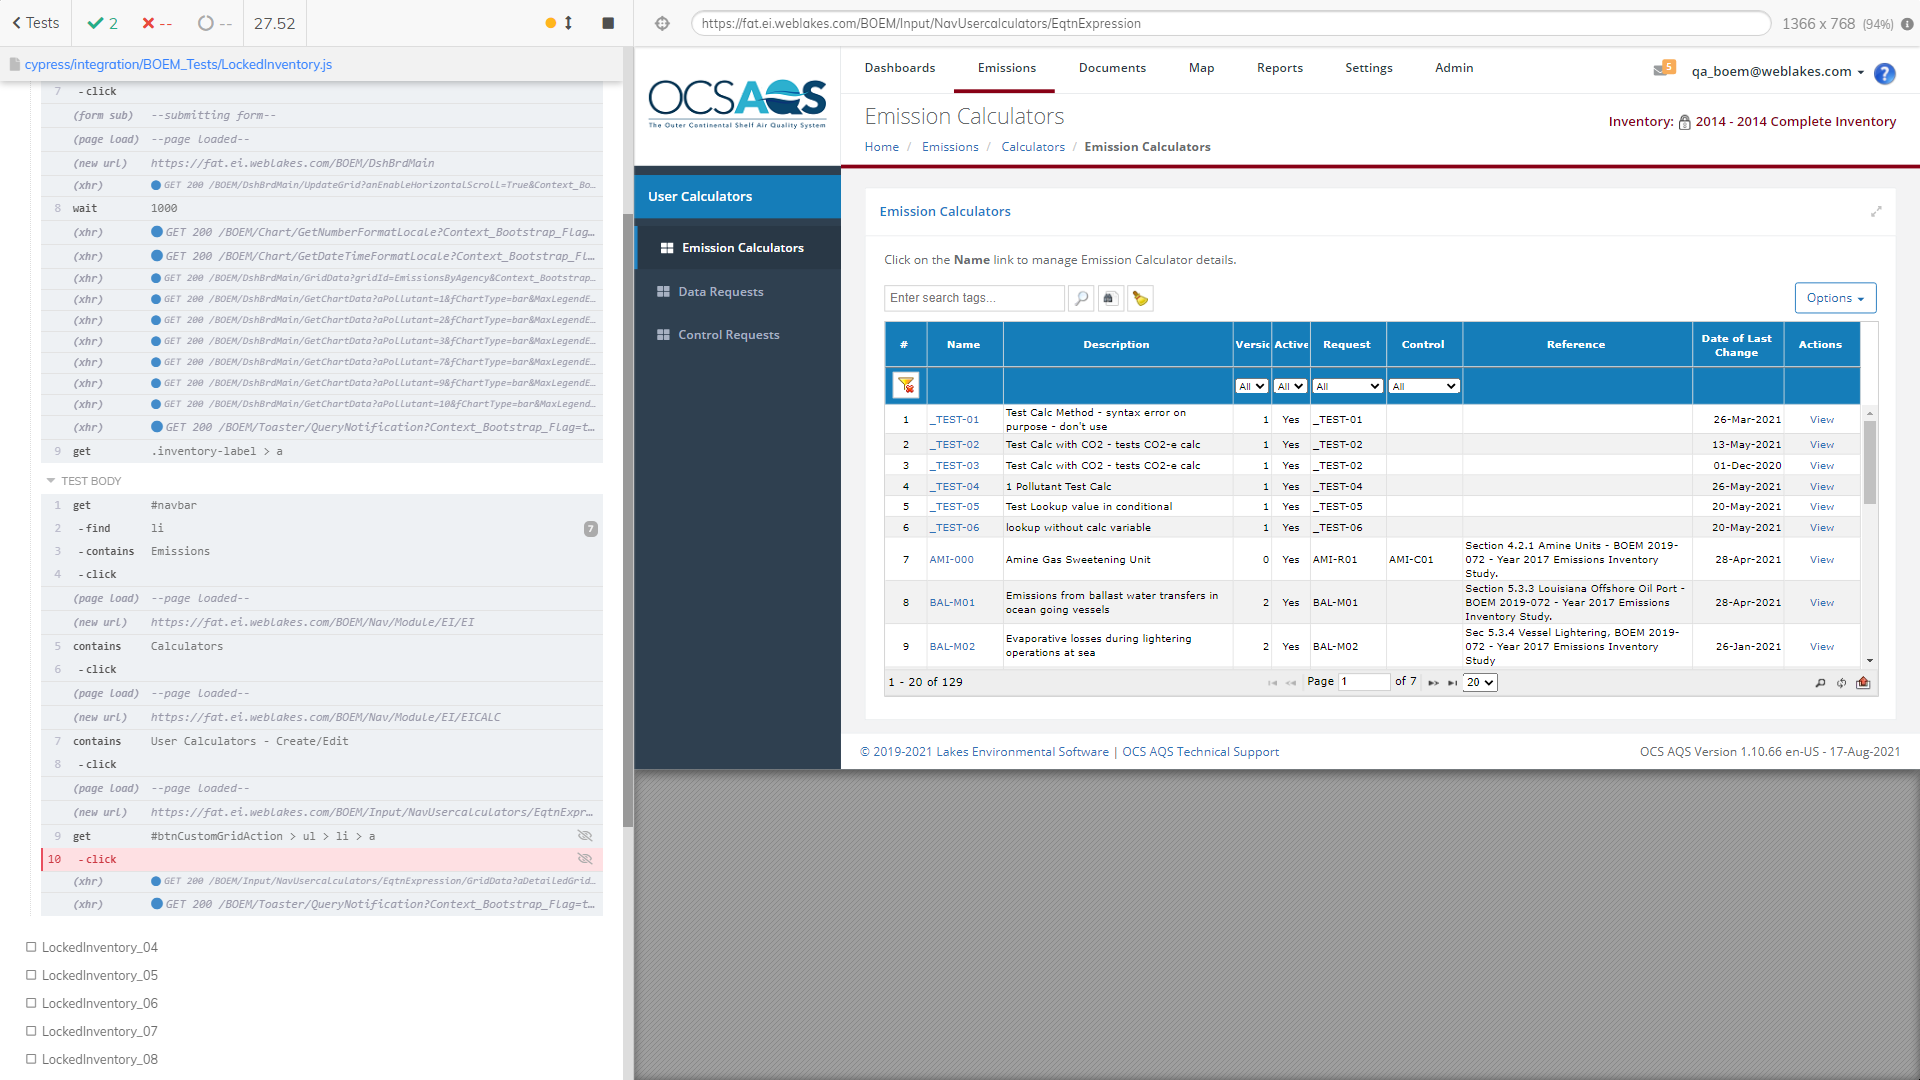 Tests
2
--
--
27.52
cypress/integration/BOEM_Tests/LockedInventory.js
7 -click
(form sub) --submitting form--
(page load) --page loaded--
(new url) https://fat.ei.weblakes.com/BOEM/DshBrdMain
(xhr) GET 200 /BOEM/DshBrdMain/UpdateGrid?anEnableHorizontalScroll=True&Context_Bo...
8 wait 1000
(xhr) GET 200 /BOEM/Chart/GetNumberFormatLocale?Context_Bootstrap_Flag...
(xhr) GET 200 /BOEM/Chart/GetDateTimeFormatLocale?Context_Bootstrap_Fl...
(xhr) GET 200 /BOEM/DshBrdMain/GridData?gridId=EmissionsByAgency&Context_Bootstrap...
(xhr) GET 200 /BOEM/DshBrdMain/GetChartData?aPollutant=1&fChartType=bar&MaxLegendE...
(xhr) GET 200 /BOEM/DshBrdMain/GetChartData?aPollutant=2&fChartType=bar&MaxLegendE...
(xhr) GET 200 /BOEM/DshBrdMain/GetChartData?aPollutant=3&fChartType=bar&MaxLegendE...
(xhr) GET 200 /BOEM/DshBrdMain/GetChartData?aPollutant=7&fChartType=bar&MaxLegendE...
(xhr) GET 200 /BOEM/DshBrdMain/GetChartData?aPollutant=9&fChartType=bar&MaxLegendE...
(xhr) GET 200 /BOEM/DshBrdMain/GetChartData?aPollutant=10&fChartType=bar&MaxLegend...
(xhr) GET 200 /BOEM/Toaster/QueryNotification?Context_Bootstrap_Flag=t...
9 get .inventory-label > a
TEST BODY
1 get #navbar
2 -find li 7
3 -contains Emissions
4 -click
(page load) --page loaded--
(new url) https://fat.ei.weblakes.com/BOEM/Nav/Module/EI/EI
5 contains Calculators
6 -click
(page load) --page loaded--
(new url) https://fat.ei.weblakes.com/BOEM/Nav/Module/EI/EICALC
7 contains User Calculators - Create/Edit
8 -click
(page load) --page loaded--
(new url) https://fat.ei.weblakes.com/BOEM/Input/NavUsercalculators/EqtnExpr...
9 get #btnCustomGridAction > ul > li > a
10 -click
(xhr) GET 200 /BOEM/Input/NavUsercalculators/EqtnExpression/GridData?aDetailedGrid...
(xhr) GET 200 /BOEM/Toaster/QueryNotification?Context_Bootstrap_Flag=t...
LockedInventory_04
LockedInventory_05
LockedInventory_06
LockedInventory_07
LockedInventory_08
https://fat.ei.weblakes.com/BOEM/Input/NavUsercalculators/EqtnExpression
1366 x 768 (94%)
OCSAQS
The Outer Continental Shelf Air Quality System
Dashboards Emissions Documents Map Reports Settings Admin
5 qa_boem@weblakes.com ?
Emission Calculators
Inventory: 2014 - 2014 Complete Inventory
Home / Emissions / Calculators / Emission Calculators
User Calculators
Emission Calculators
Data Requests
Control Requests
Emission Calculators
Click on the Name link to manage Emission Calculator details.
Enter search tags...
Options
# Name Description Versic Active Request Control Reference Date of Last Change Actions
All All All All
1 _TEST-01 Test Calc Method - syntax error on purpose - don't use 1 Yes _TEST-01 26-Mar-2021 View
2 _TEST-02 Test Calc with CO2 - tests CO2-e calc 1 Yes _TEST-02 13-May-2021 View
3 _TEST-03 Test Calc with CO2 - tests CO2-e calc 1 Yes _TEST-02 01-Dec-2020 View
4 _TEST-04 1 Pollutant Test Calc 1 Yes _TEST-04 26-May-2021 View
5 _TEST-05 Test Lookup value in conditional 1 Yes _TEST-05 20-May-2021 View
6 _TEST-06 lookup without calc variable 1 Yes _TEST-06 20-May-2021 View
7 AMI-000 Amine Gas Sweetening Unit 0 Yes AMI-R01 AMI-C01 Section 4.2.1 Amine Units - BOEM 2019-072 - Year 2017 Emissions Inventory Study. 28-Apr-2021 View
8 BAL-M01 Emissions from ballast water transfers in ocean going vessels 2 Yes BAL-M01 Section 5.3.3 Louisiana Offshore Oil Port - BOEM 2019-072 - Year 2017 Emissions Inventory Study. 28-Apr-2021 View
9 BAL-M02 Evaporative losses during lightering operations at sea 2 Yes BAL-M02 Sec 5.3.4 Vessel Lightering, BOEM 2019-072 - Year 2017 Emissions Inventory Study 26-Jan-2021 View
1 - 20 of 129
Page 1 of 7
20
© 2019-2021 Lakes Environmental Software | OCS AQS Technical Support
OCS AQS Version 1.10.66 en-US - 17-Aug-2021